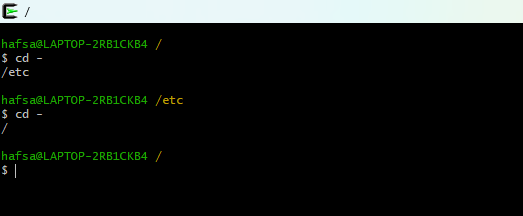 /
hafsa@LAPTOP-2RB1CKB4 /
$ cd -
/etc
hafsa@LAPTOP-2RB1CKB4 /etc
$ cd -
/
hafsa@LAPTOP-2RB1CKB4 /
$